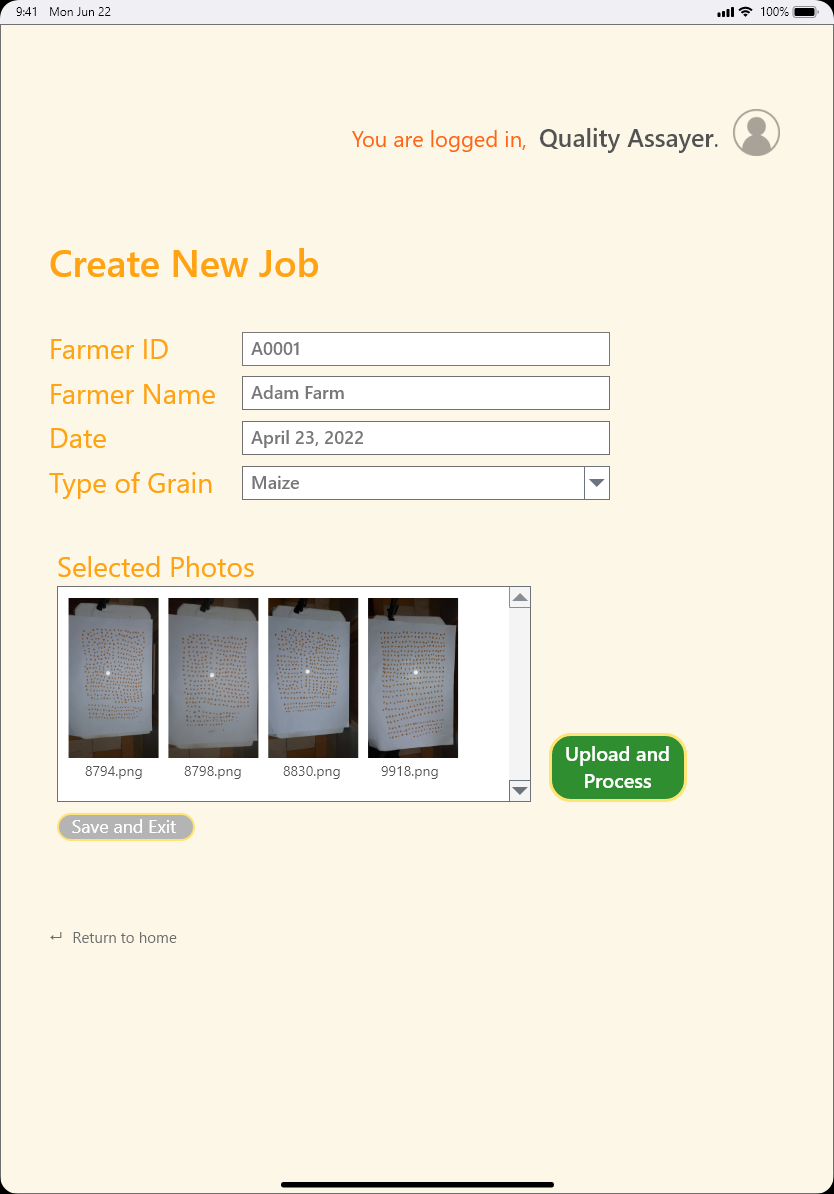 9:41 Mon Jun 22 100%
You are logged in, Quality Assayer.
Create New Job
Farmer ID A0001
Farmer Name Adam Farm
Date April 23, 2022
Type of Grain Maize
Selected Photos
8794.png 8798.png 8830.png 9918.png
Upload and
Process
Save and Exit
Return to home